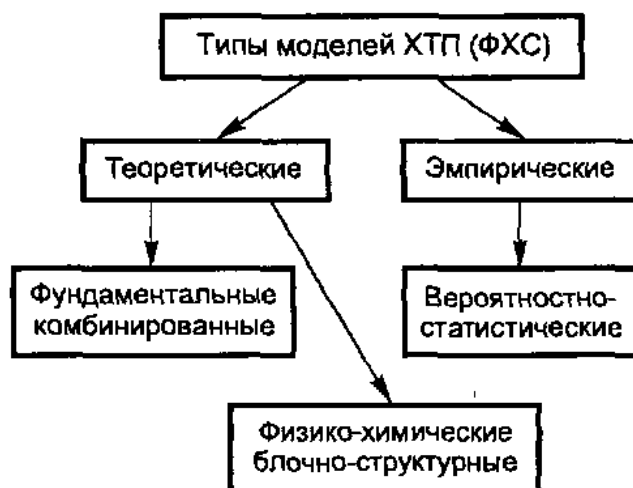 Типы моделей ХТП (ФХС)
Теоретические
Эмпирические
Фундаментальные
комбинированные
Вероятностно-
статистические
Физико-химические
блочно-структурные